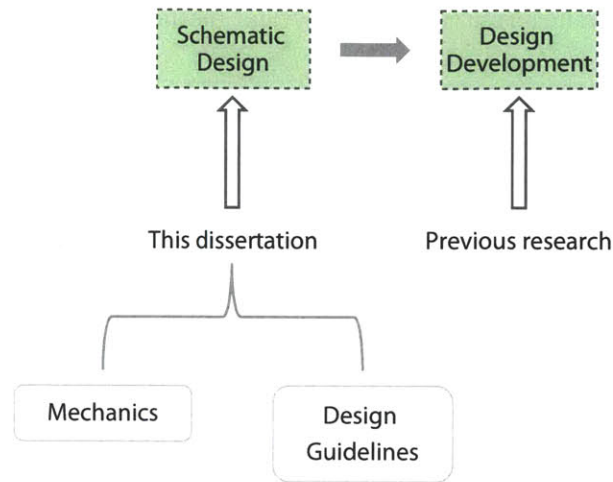 Schematic
Design
Design
Development
This dissertation
Previous research
Mechanics
Design
Guidelines